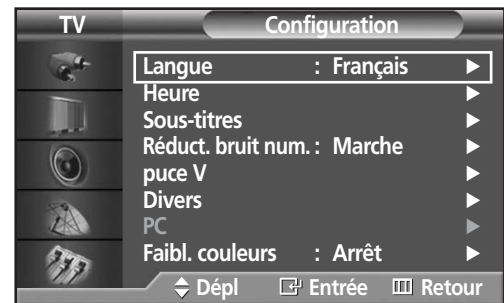 TV Configuration
Langue : Français ►
Heure ►
Sous-titres ►
Réduct. bruit num. : Marche ►
puce V ►
Divers ►
PC ►
Faibl. couleurs : Arrêt ►
Dépl Entrée Retour